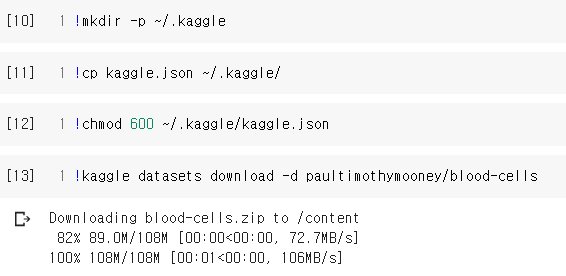 [10] 1 !mkdir -p ~/.kaggle
[11] 1 !cp kaggle.json ~/.kaggle/
[12] 1 !chmod 600 ~/.kaggle/kaggle.json
[13] 1 !kaggle datasets download -d paultimothymooney/blood-cells
Downloading blood-cells.zip to /content
82% 89.0M/108M [00:00<00:00, 72.7MB/s]
100% 108M/108M [00:01<00:00, 106MB/s]